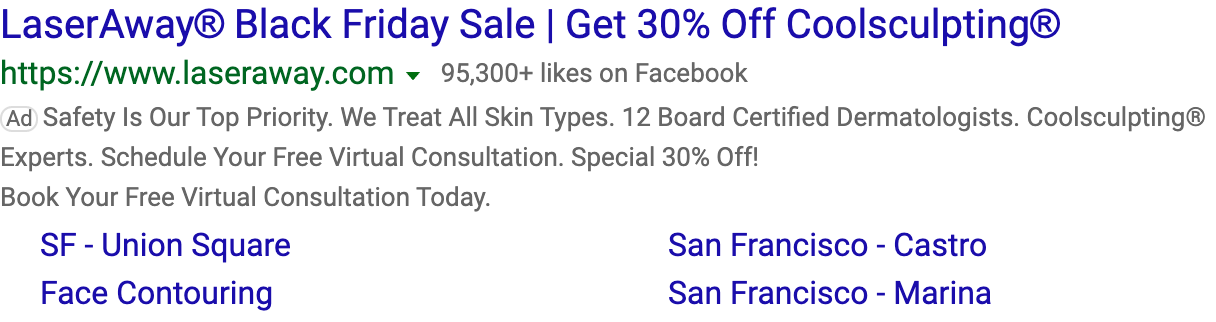 LaserAway® Black Friday Sale | Get 30% Off Coolsculpting®
https://www.laseraway.com 95,300+ likes on Facebook
Ad Safety Is Our Top Priority. We Treat All Skin Types. 12 Board Certified Dermatologists. Coolsculpting®
Experts. Schedule Your Free Virtual Consultation. Special 30% Off!
Book Your Free Virtual Consultation Today.
SF - Union Square San Francisco - Castro
Face Contouring San Francisco - Marina